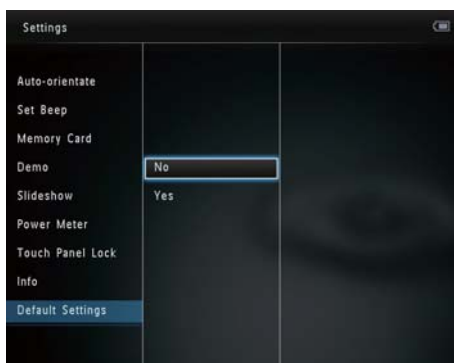 Settings
Auto-orientate
Set Beep
Memory Card
Demo
Slideshow
Power Meter
Touch Panel Lock
Info
Default Settings
No
Yes